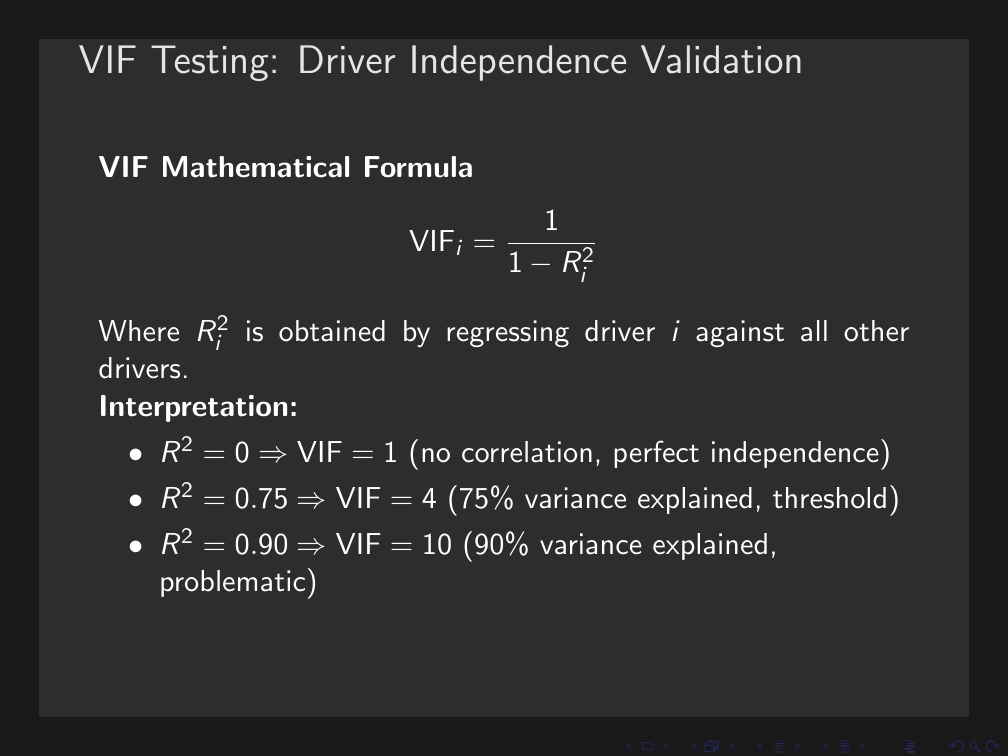 VIF Testing: Driver Independence Validation
VIF Mathematical Formula
VIF_i = \frac{1}{1 − R_i^2}
Where R_i^2 is obtained by regressing driver i against all other
drivers.
Interpretation:
• R^2 = 0 ⇒ VIF = 1 (no correlation, perfect independence)
• R^2 = 0.75 ⇒ VIF = 4 (75% variance explained, threshold)
• R^2 = 0.90 ⇒ VIF = 10 (90% variance explained,
problematic)